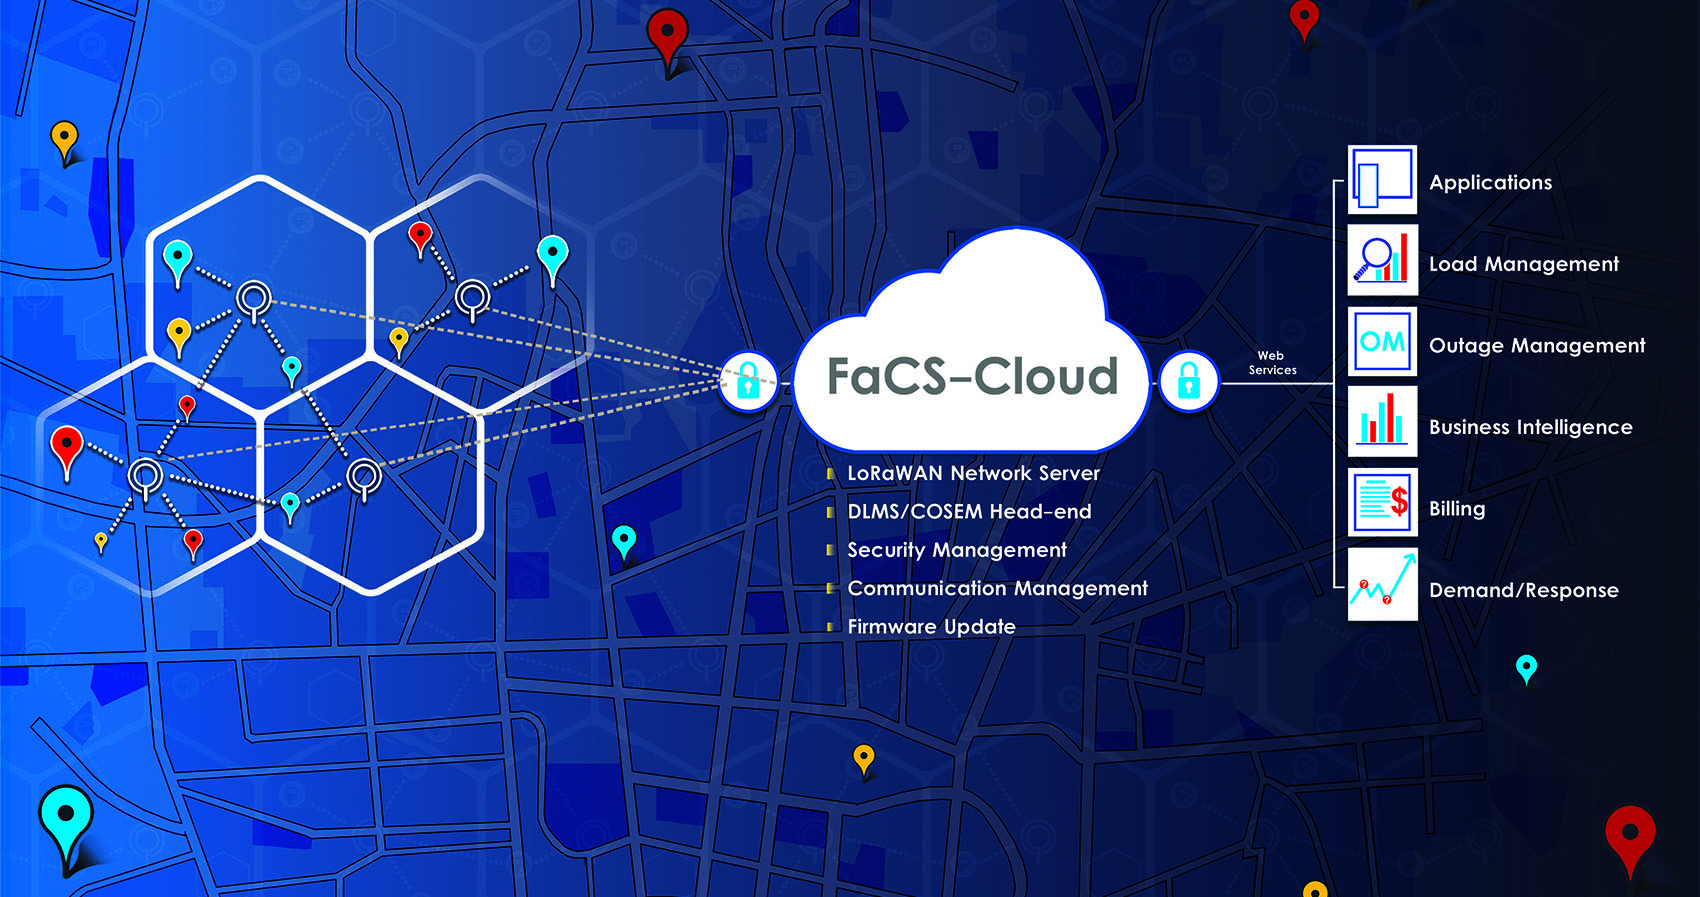 FaCS-Cloud
LoRaWAN Network Server
DLMS/COSEM Head-end
Security Management
Communication Management
Firmware Update
Web
Services
Applications
Load Management
OM
Outage Management
Business Intelligence
$
Billing
? ?
Demand/Response